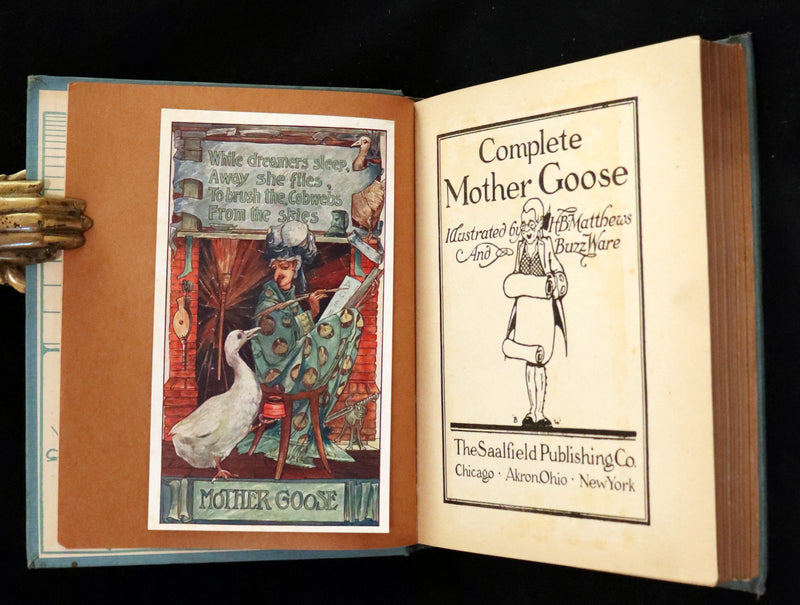 While dreamers sleep,
Away she flies,
To brush the Cobwebs
From the skies
MOTHER GOOSE
Complete
Mother Goose
Illustrated by H.B. Matthews
And Buzz Ware
B W
The Saalfield Publishing Co.
Chicago · Akron, Ohio · New York